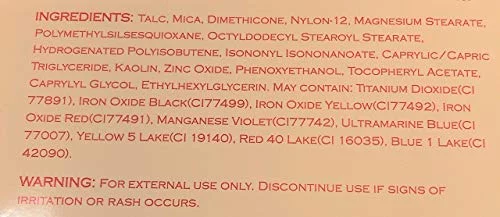 INGREDIENTS: TALC, MICA, DIMETHICONE, NYLON-12, MAGNESIUM STEARATE,
POLYMETHYLSILSESQUIOXANE, OCTYLDODECYL STEAROYL STEARATE,
HYDROGENATED POLYISOBUTENE, ISONONYL ISONONANOATE, CAPRYLIC/CAPRIC
TRIGLYCERIDE, KAOLIN, ZINC OXIDE, PHENOXYETHANOL, TOCOPHERYL ACETATE,
CAPRYLYL GLYCOL, ETHYLHEXYLGLYCERIN. MAY CONTAIN: TITANIUM DIOXIDE(CI
77891), IRON OXIDE BLACK(CI77499), IRON OXIDE YELLOW(CI77492), IRON
OXIDE RED(CI77491), MANGANESE VIOLET(CI77742), ULTRAMARINE BLUE(CI
77007), YELLOW 5 LAKE(CI 19140), RED 40 LAKE(CI 16035), BLUE 1 LAKE(CI
42090).
WARNING: FOR EXTERNAL USE ONLY. DISCONTINUE USE IF SIGNS OF
IRRITATION OR RASH OCCURS.